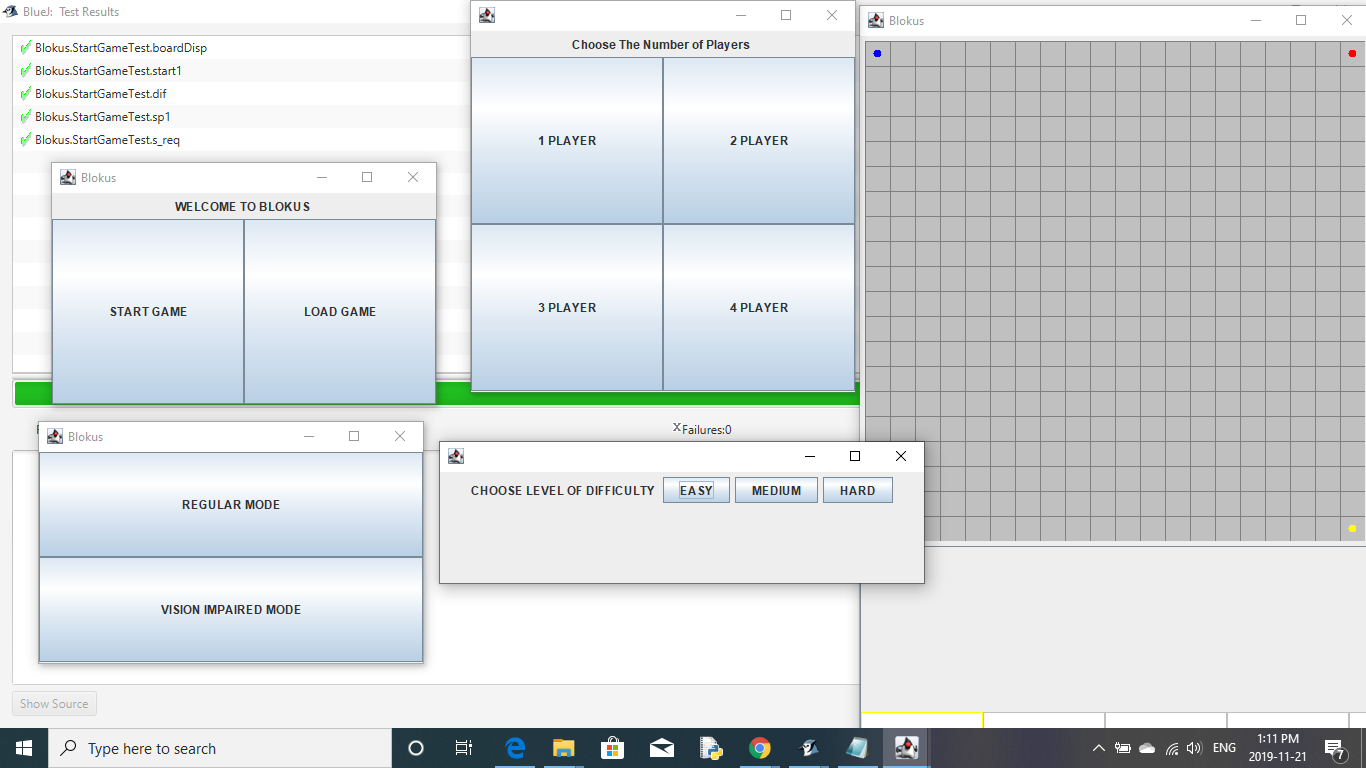 BlueJ: Test Results
Blokus.StartGameTest.boardDisp
Blokus.StartGameTest.start1
Blokus.StartGameTest.dif
Blokus.StartGameTest.sp1
Blokus.StartGameTest.s_req
Blokus
WELCOME TO BLOKUS
START GAME
LOAD GAME
Choose The Number of Players
1 PLAYER
2 PLAYER
3 PLAYER
4 PLAYER
Blokus
X Failures:0
Blokus
REGULAR MODE
VISION IMPAIRED MODE
CHOOSE LEVEL OF DIFFICULTY
EASY
MEDIUM
HARD
Show Source
Type here to search
ENG
1:11 PM
2019-11-21
7